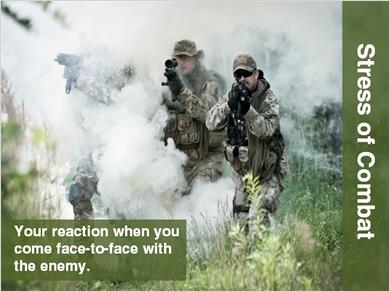 Stress of Combat
Your reaction when you
come face-to-face with
the enemy.